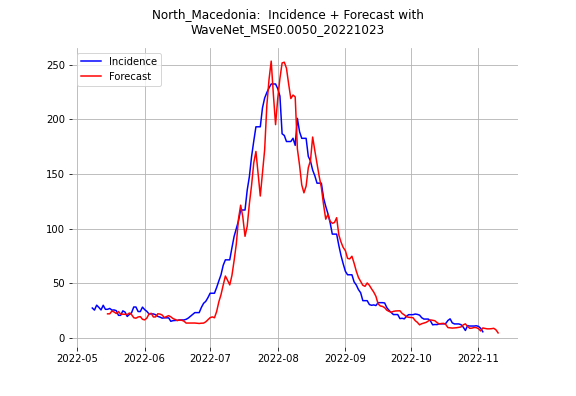 North_Macedonia:  Incidence + Forecast with
WaveNet_MSE0.0050_20221023
Incidence
Forecast
250
200
150
100
50
0
2022-05 2022-06 2022-07 2022-08 2022-09 2022-10 2022-11